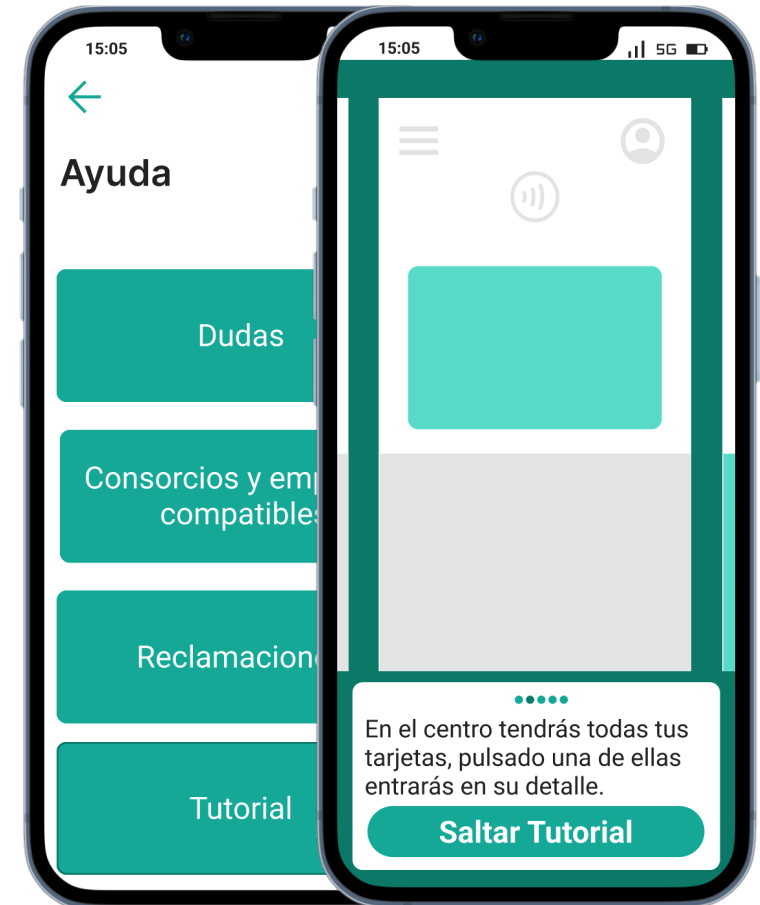 15:05
Ayuda
Dudas
Consorcios y emp
compatibles
Reclamacion
Tutorial
15:05
5G
En el centro tendrás todas tus
tarjetas, pulsado una de ellas
entrarás en su detalle.
Saltar Tutorial